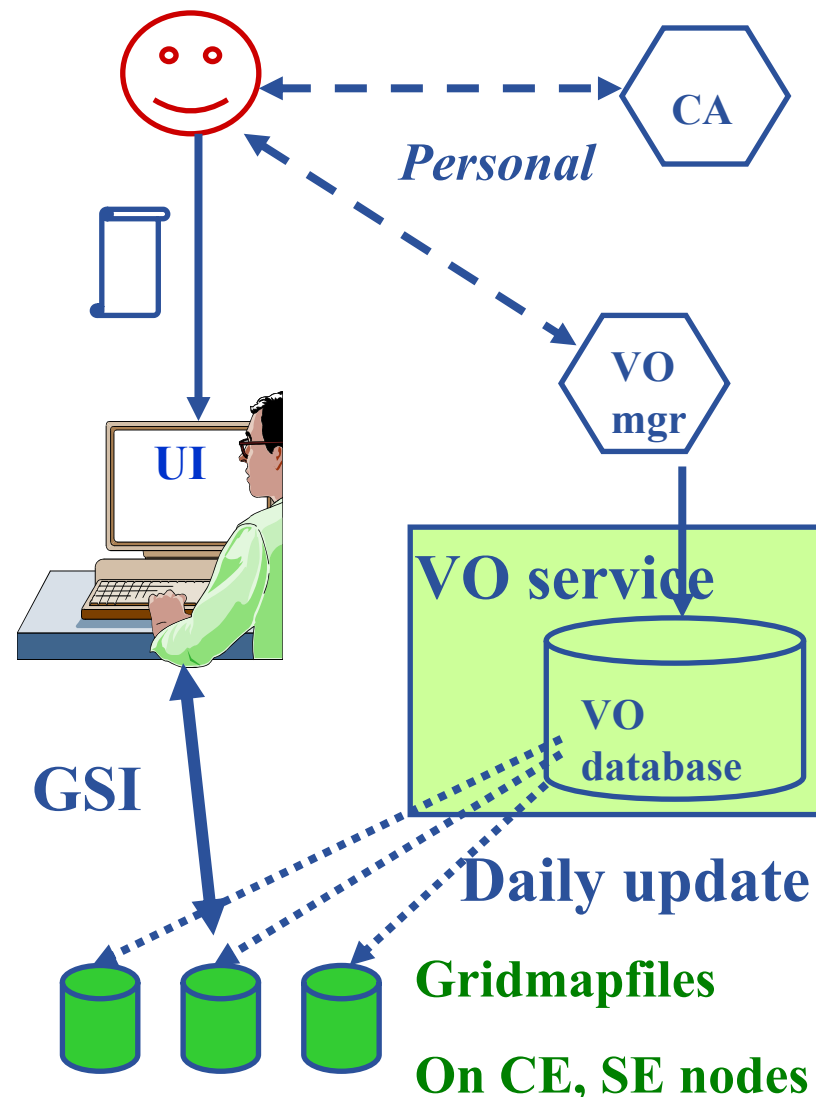 CA
Personal
VO
mgr
UI
VO service
VO
database
GSI
Daily update
Gridmapfiles
On CE, SE nodes